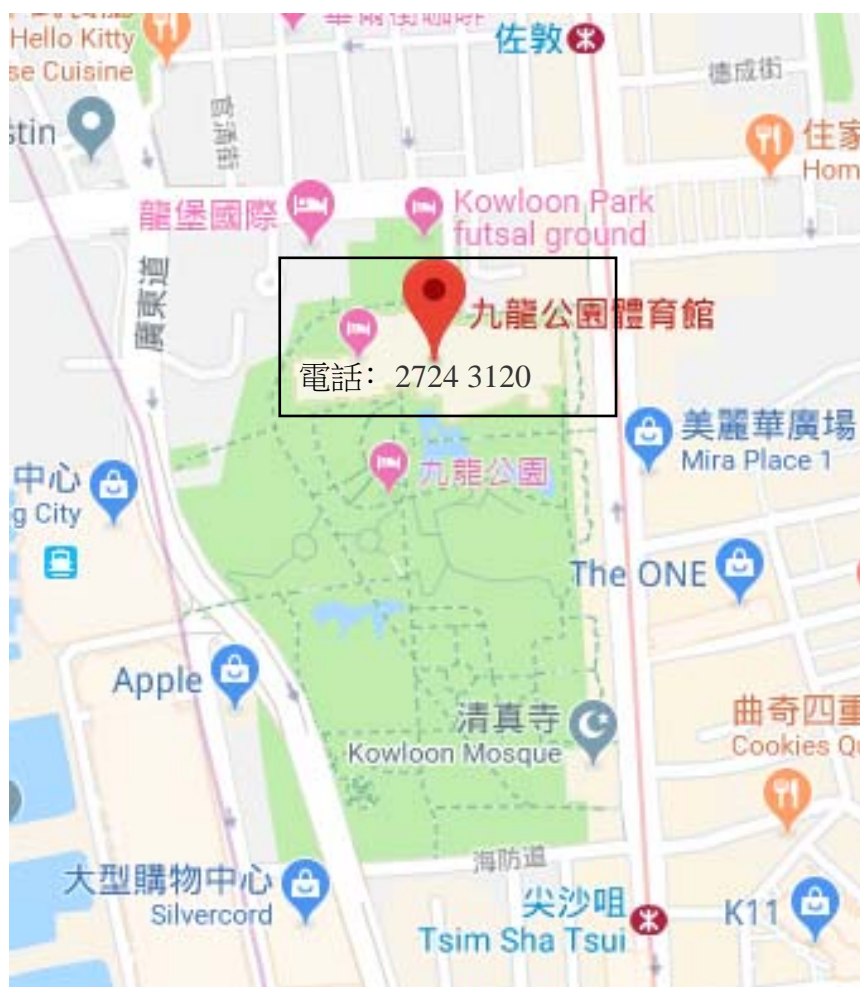 Hello Kitty
se Cuisine
佐敦
德成街
官涌街
stin
住家
Hom
龍堡國際
Kowloon Park
futsal ground
廣東道
九龍公園體育館
電話: 2724 3120
美麗華廣場
Mira Place 1
中心
g City
九龍公園
The ONE
Apple
清真寺
Kowloon Mosque
曲奇四重
Cookies Qu
海防道
大型購物中心
Silvercord
尖沙咀
Tsim Sha Tsui
K11